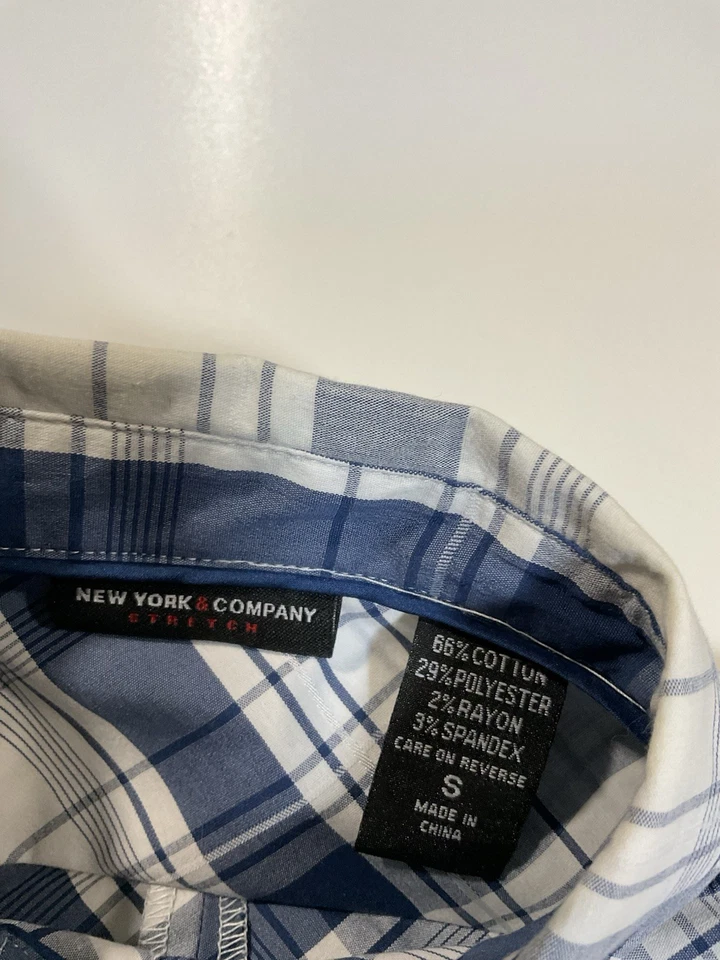 NEW YORK & COMPANY
STRETCH
66% COTTON
29% POLYESTER
2% RAYON
3% SPANDEX
CARE ON REVERSE
S
MADE IN
CHINA